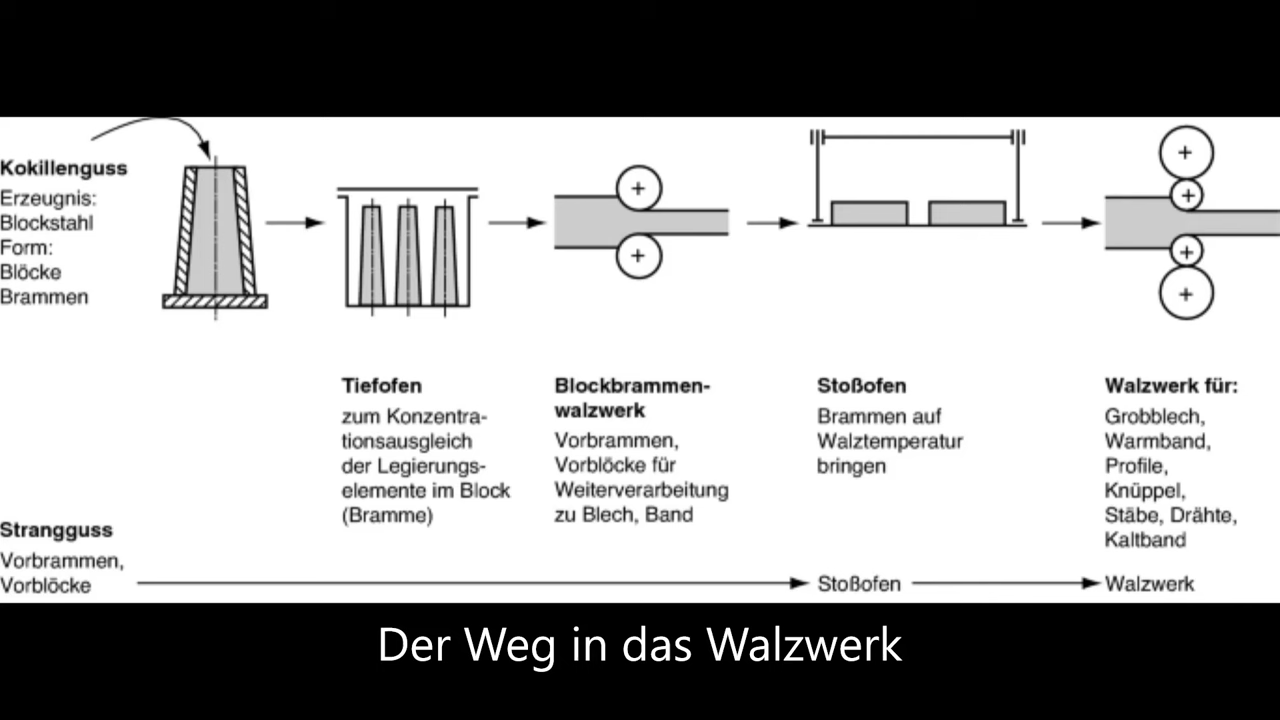 Kokillenguss
Erzeugnis:
Blockstahl
Form:
Blöcke
Brammen
Tiefofen
zum Konzentra-
tionsausgleich
der Legierungs-
elemente im Block
(Bramme)
Blockbrammen-
walzwerk
Vorbrammen,
Vorblöcke für
Weiterverarbeitung
zu Blech, Band
Stoßofen
Brammen auf
Walztemperatur
bringen
Walzwerk für:
Grobblech,
Warmband,
Profile,
Knüppel,
Stäbe, Drähte,
Kaltband
Strangguss
Vorbrammen,
Vorblöcke
Stoßofen
Walzwerk
Der Weg in das Walzwerk